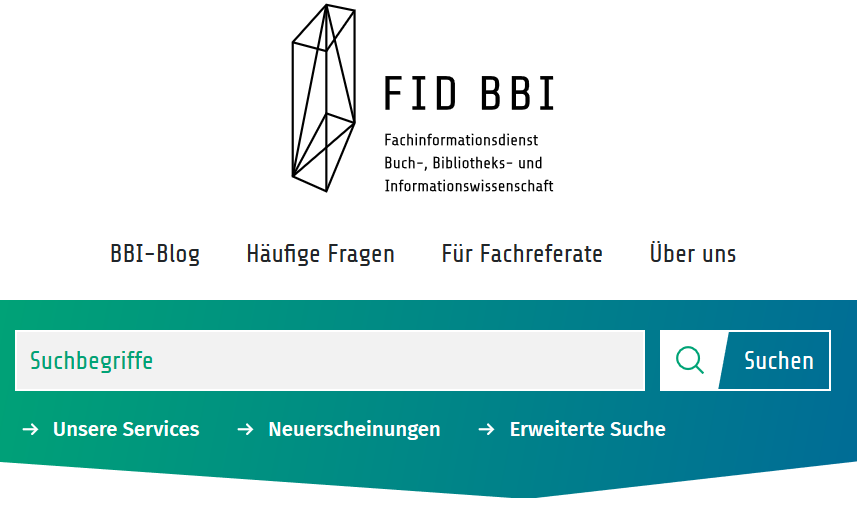 FID BBI
Fachinformationsdienst
Buch-, Bibliotheks- und
Informationswissenschaft
BBI-Blog Häufige Fragen Für Fachreferate Über uns
Suchbegriffe Suchen
→ Unsere Services → Neuerscheinungen → Erweiterte Suche